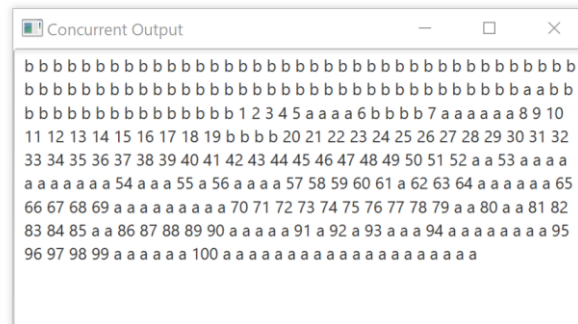 Concurrent Output
b b b b b b b b b b b b b b b b b b b b b b b b b b b b b b b b b b b b b b b
b b b b b b b b b b b b b b b b b b b b b b b b b b b b b b b b b b b a a b b
b b b b b b b b b b b b b b b 1 2 3 4 5 a a a a 6 b b b b 7 a a a a a a 8 9 10
11 12 13 14 15 16 17 18 19 b b b b 20 21 22 23 24 25 26 27 28 29 30 31 32
33 34 35 36 37 38 39 40 41 42 43 44 45 46 47 48 49 50 51 52 a a 53 a a a a
a a a a a a a 54 a a a 55 a 56 a a a a 57 58 59 60 61 a 62 63 64 a a a a a a 65
66 67 68 69 a a a a a a a a a 70 71 72 73 74 75 76 77 78 79 a a 80 a a 81 82
83 84 85 a a 86 87 88 89 90 a a a a a 91 a 92 a 93 a a a 94 a a a a a a a a 95
96 97 98 99 a a a a a a 100 a a a a a a a a a a a a a a a a a a a